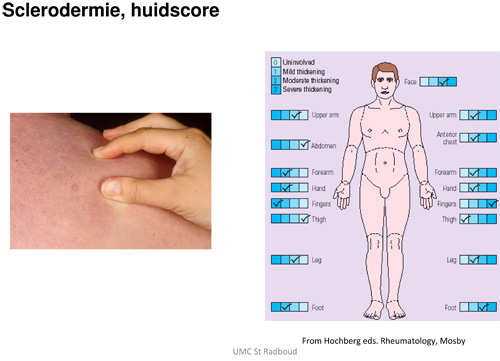 Sclerodermie, huidscore
0 Uninvolved
1 Mild thickening
2 Moderate thickening
3 Severe thickening
Face
Upper arm
Upper arm
Abdomen
Anterior
chest
Forearm
Forearm
Hand
Hand
Fingers
Fingers
Thigh
Thigh
Leg
Leg
Foot
Foot
From Hochberg eds. Rheumatology, Mosby
UMC St Radboud